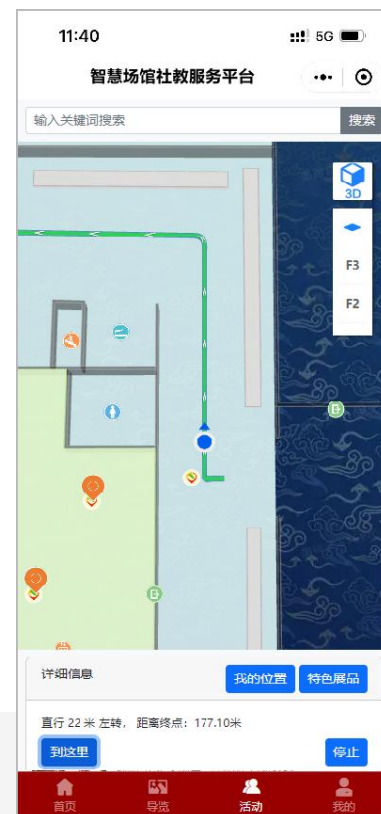 11:40
5G
智慧场馆社教服务平台
输入关键词搜索
搜索
3D
F3
F2
详细信息
我的位置
特色展品
直行 22 米 左转, 距离终点：177.10米
到这里
停止
首页
导览
活动
我的